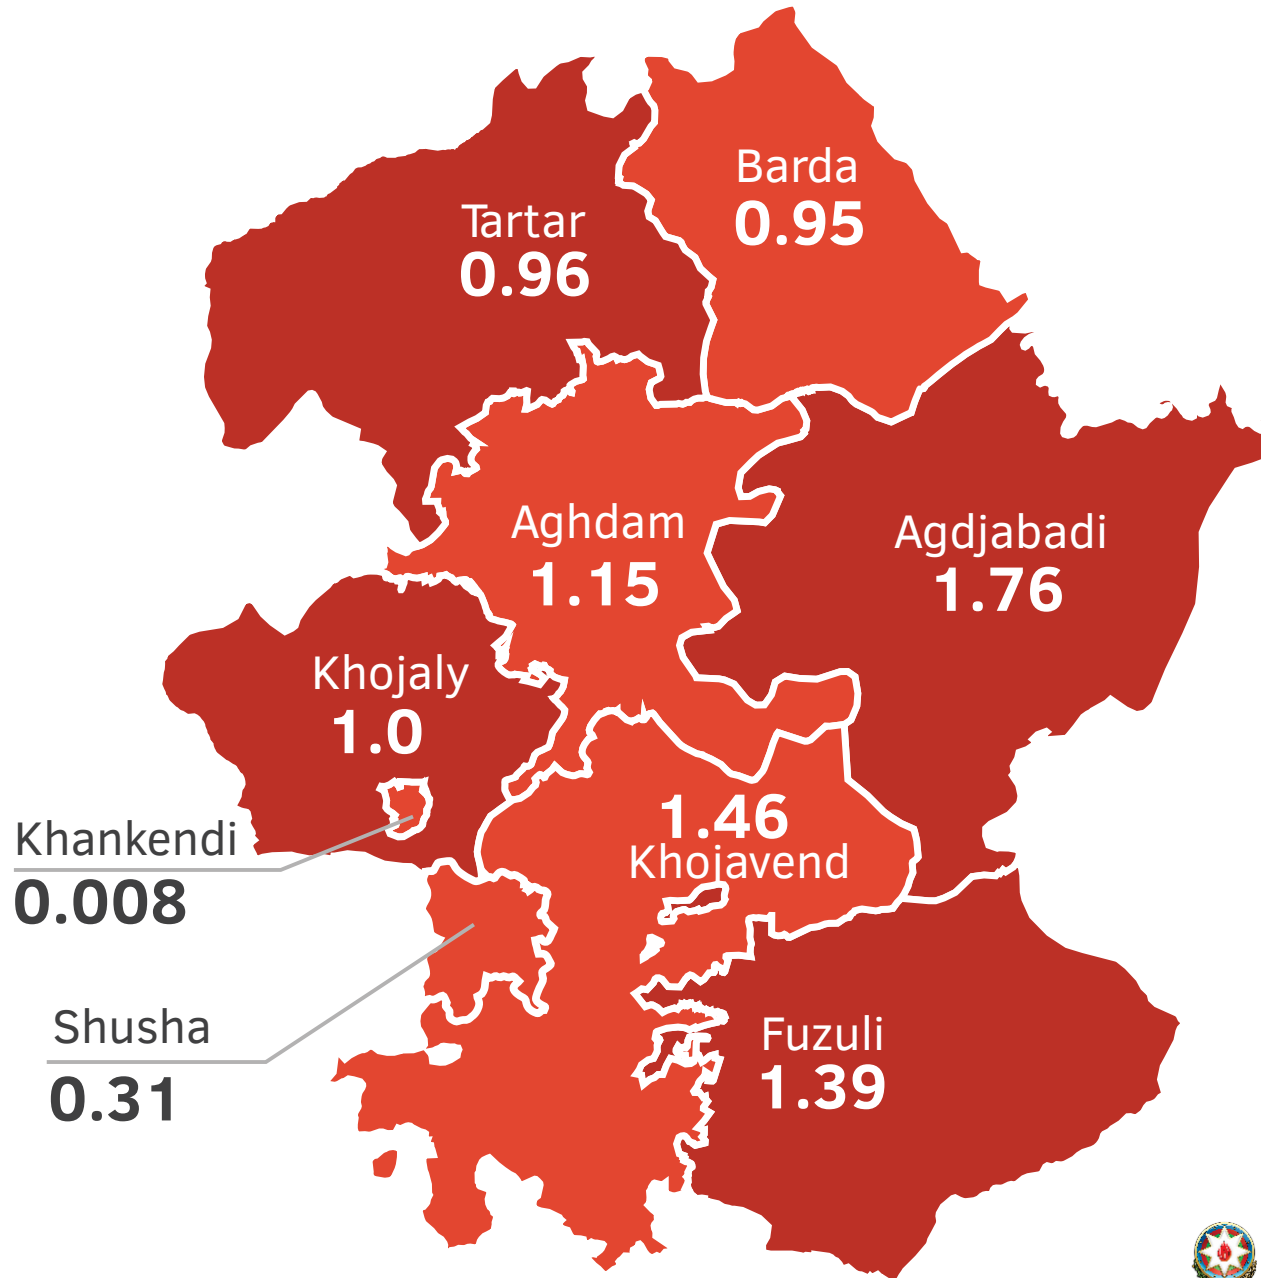 Barda
0.95
Tartar
0.96
Aghdam
1.15
Agdjabadi
1.76
Khojaly
1.0
1.46
Khojavend
Khankendi
0.008
Shusha
0.31
Fuzuli
1.39